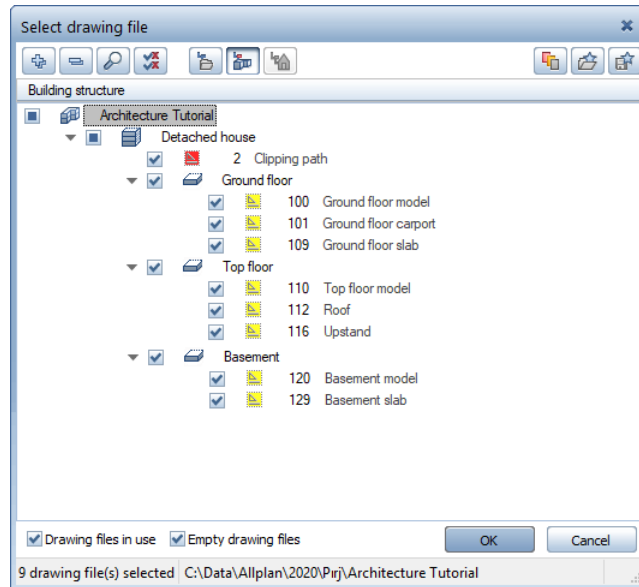 Select drawing file
Building structure
Architecture Tutorial
Detached house
2 Clipping path
Ground floor
100 Ground floor model
101 Ground floor carport
109 Ground floor slab
Top floor
110 Top floor model
112 Roof
116 Upstand
Basement
120 Basement model
129 Basement slab
Drawing files in use Empty drawing files OK Cancel
9 drawing file(s) selected C:\Data\Allplan\2020\Pırj\Architecture Tutorial